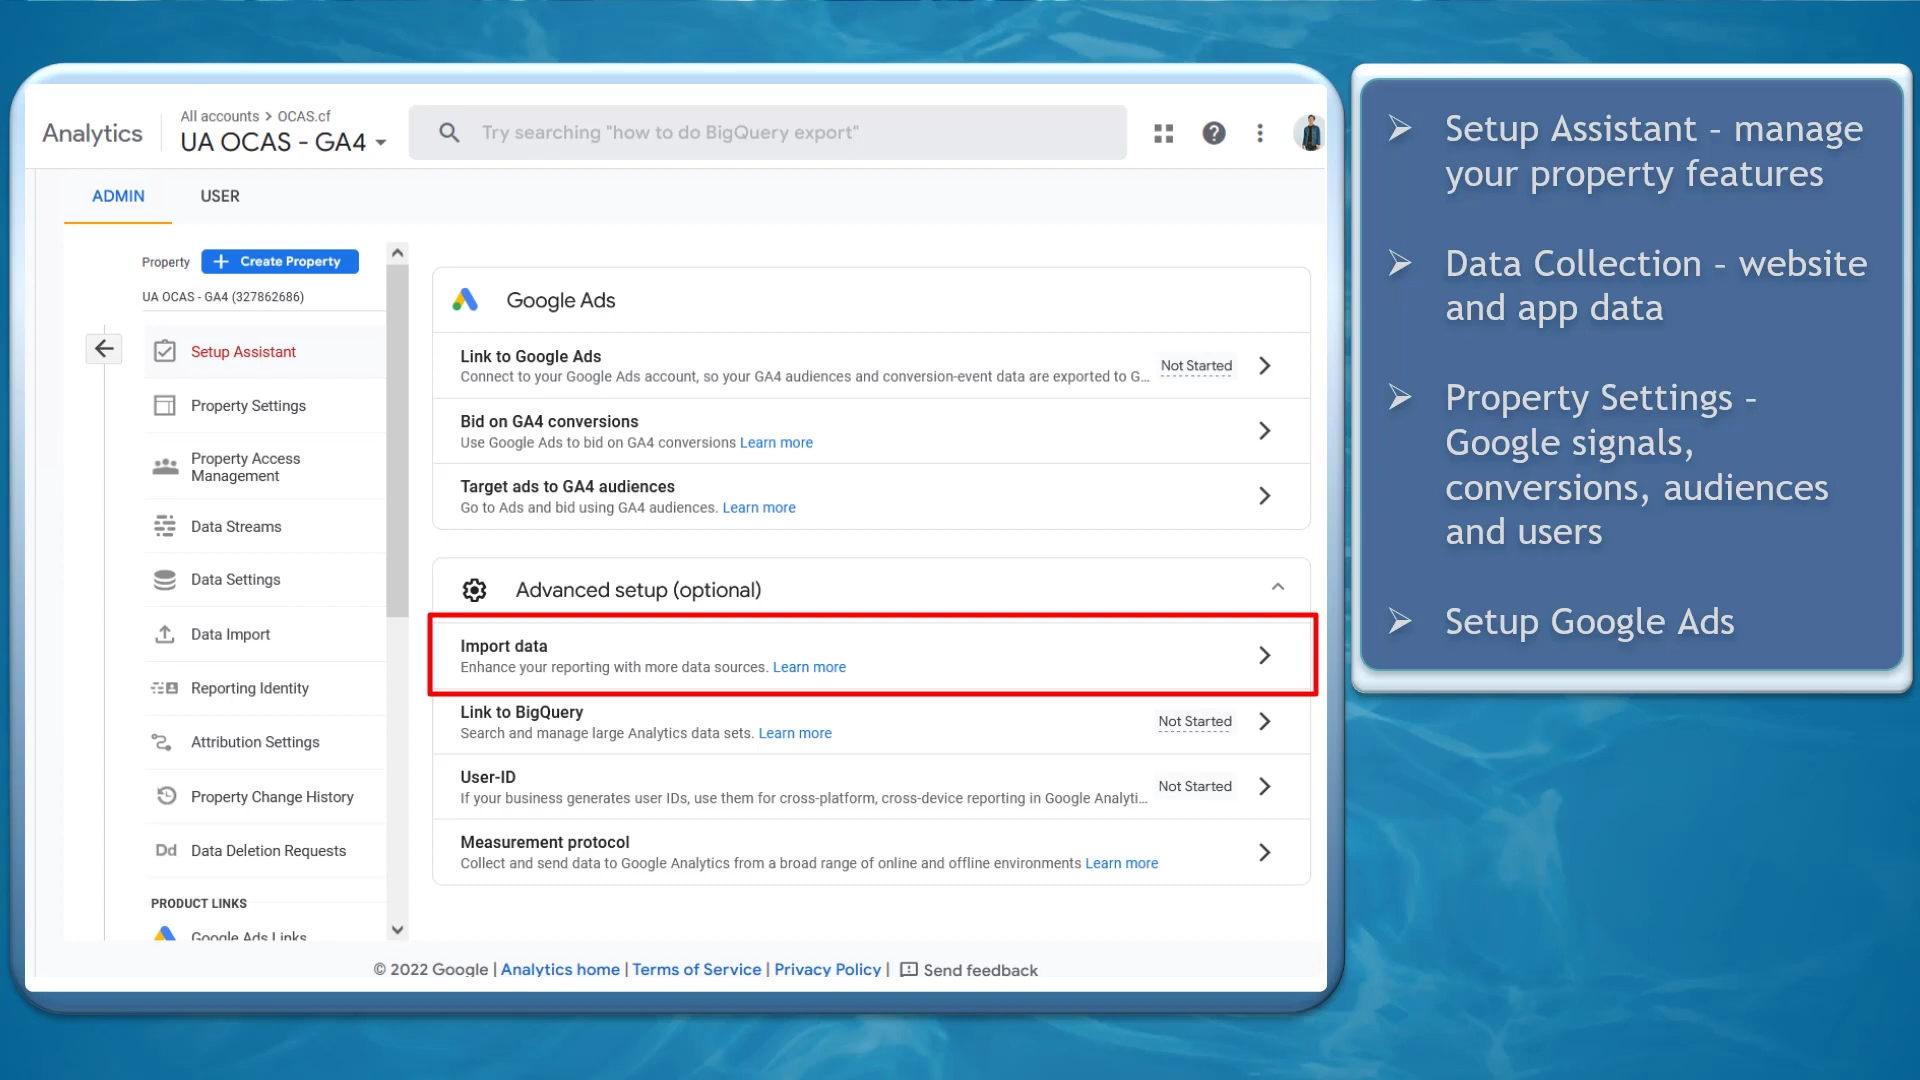 Analytics
All accounts > OCAS.cf
UA OCAS - GA4
Try searching "how to do BigQuery export"
ADMIN
USER
Property
+ Create Property
UA OCAS - GA4 (327862686)
Setup Assistant
Property Settings
Property Access
Management
Data Streams
Data Settings
Data Import
Reporting Identity
Attribution Settings
Property Change History
Dd Data Deletion Requests
PRODUCT LINKS
Google Ads Links
Google Ads
Link to Google Ads
Connect to your Google Ads account, so your GA4 audiences and conversion-event data are exported to G...
Not Started
Bid on GA4 conversions
Use Google Ads to bid on GA4 conversions Learn more
Target ads to GA4 audiences
Go to Ads and bid using GA4 audiences. Learn more
Advanced setup (optional)
Import data
Enhance your reporting with more data sources. Learn more
Link to BigQuery
Search and manage large Analytics data sets. Learn more
Not Started
User-ID
If your business generates user IDs, use them for cross-platform, cross-device reporting in Google Analyti...
Not Started
Measurement protocol
Collect and send data to Google Analytics from a broad range of online and offline environments Learn more
© 2022 Google | Analytics home | Terms of Service | Privacy Policy | Send feedback
Setup Assistant - manage
your property features
Data Collection - website
and app data
Property Settings -
Google signals,
conversions, audiences
and users
Setup Google Ads